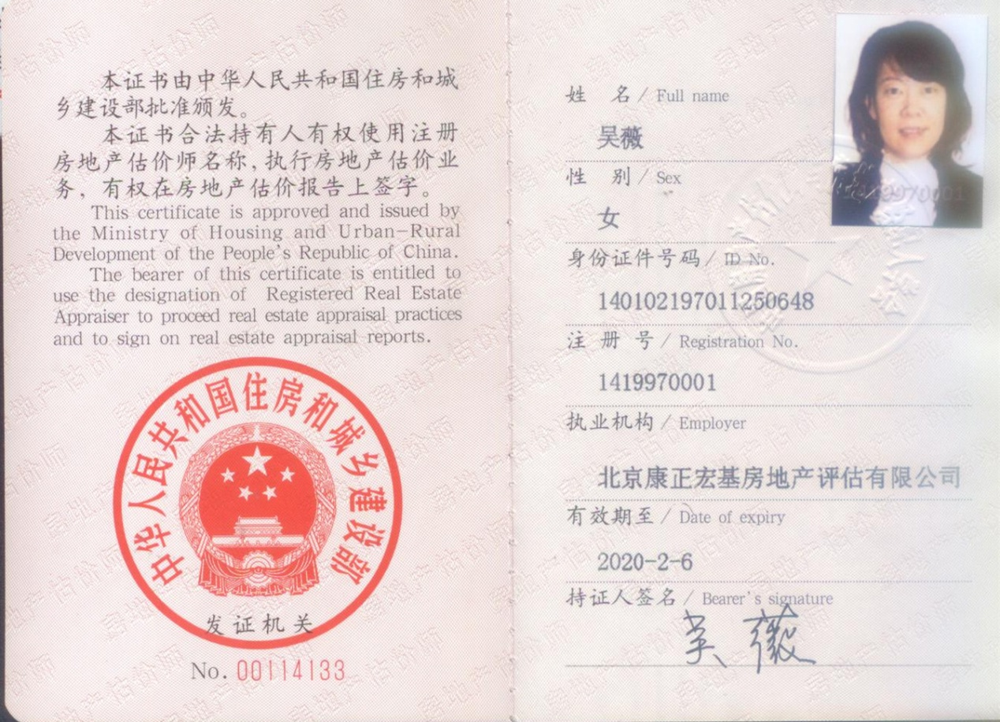 本证书由中华人民共和国住房和城
乡建设部批准颁发。
本证书合法持有人有权使用注册
房地产估价师名称，执行房地产估价业
务，有权在房地产估价报告上签字。
This certificate is approved and issued by
the Ministry of Housing and Urban-Rural
Development of the People's Republic of China.
The bearer of this certificate is entitled to
use the designation of Registered Real Estate
Appraiser to proceed real estate appraisal practices
and to sign on real estate appraisal reports.
中华人民共和国住房和城乡建设部
发证机关
No. 00114133
姓 名 / Full name
吴薇
性 别 / Sex
女
身份证件号码 / ID No.
140102197011250648
注 册 号 / Registration No.
1419970001
执业机构 / Employer
北京康正宏基房地产评估有限公司
有效期至 / Date of expiry
2020-2-6
持证人签名 / Bearer's signature
吴薇
1419970001